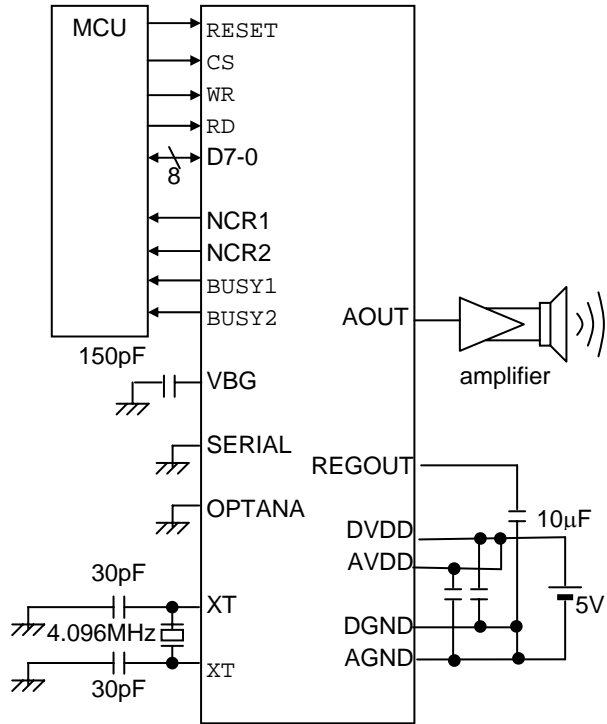 MCU
RESET
CS
WR
RD
D7-0
8
NCR1
NCR2
BUSY1
BUSY2
150pF
VBG
SERIAL
OPTANA
30pF
XT
4.096MHz
XT
30pF
AOUT
amplifier
REGOUT
10μF
DVDD
AVDD
5V
DGND
AGND